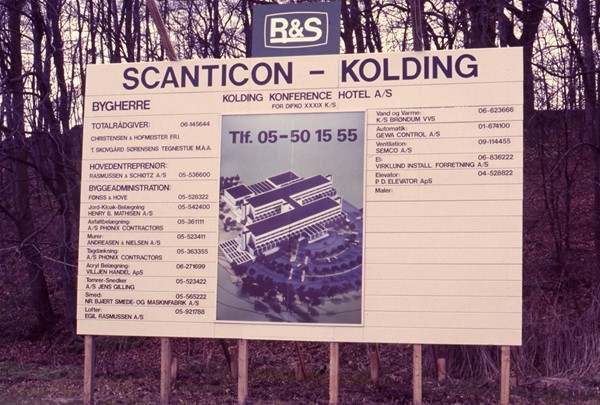 R&S
SCANTICON – KOLDING
BYGHERRE
KOLDING KONFERENCE HOTEL A/S
FOR DIFKO XXXIX K/S
TOTALRÅDGIVER: 06-145644
CHRISTENSEN & HOFMEISTER FRI.
T. SKOVGÅRD SØRENSENS TEGNESTUE M.A.A.
HOVEDENTREPRENØR:
RASMUSSEN & SCHIØTZ A/S 05-536600
BYGGEADMINISTRATION:
FØNSS & HOVE 05-528322
Jord-Kloak-Belægning 05-542400
HENRY B. MATHISEN A/S
Asfaltbelægning: 05-361111
A/S PHØNIX CONTRACTORS
Murer: 05-523411
ANDREASEN & NIELSEN A/S
Tagdækning: 05-363355
A/S PHØNIX CONTRACTORS
Acryl Belægning: 06-271699
VILLJEN HANDEL ApS
Tømrer-Snedker 05-523422
A/S JENS GILLING
Smed: 05-565222
NR. BJERT SMEDE- OG MASKINFABRIK A/S
Lofter: 05-921788
EGIL RASMUSSEN A/S
Tlf. 05-50 15 55
Vand og Varme: 06-623666
K/S BRØNDUM VVS
Automatik: 01-674100
GEWA CONTROL A/S
Ventilation: 09-114455
SEMCO A/S
El: 06-836222
VIRKLUND INSTALL. FORRETNING A/S
Elevator: 04-528822
P D. ELEVATOR ApS
Maler: